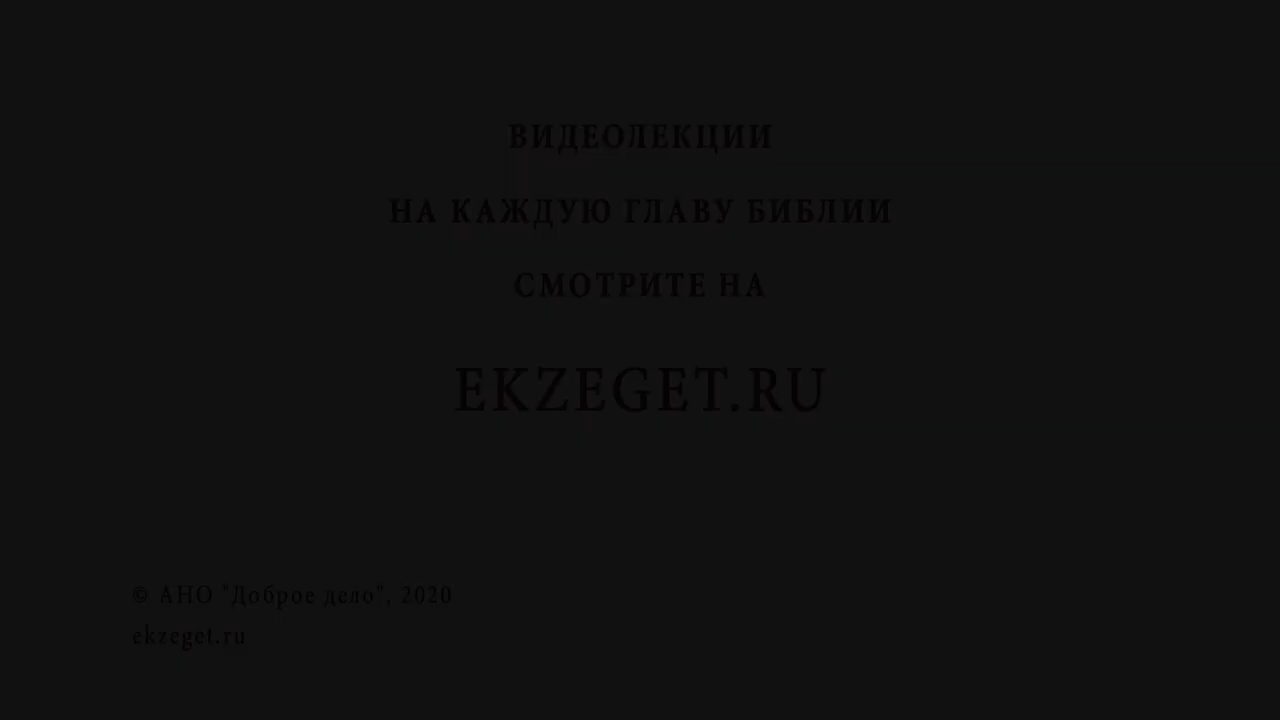 ВИДЕОЛЕКЦИИ
НА КАЖДУЮ ГЛАВУ БИБЛИИ
СМОТРИТЕ НА
EKZEGET.RU
© АНО "Доброе дело", 2020
ekzeget.ru